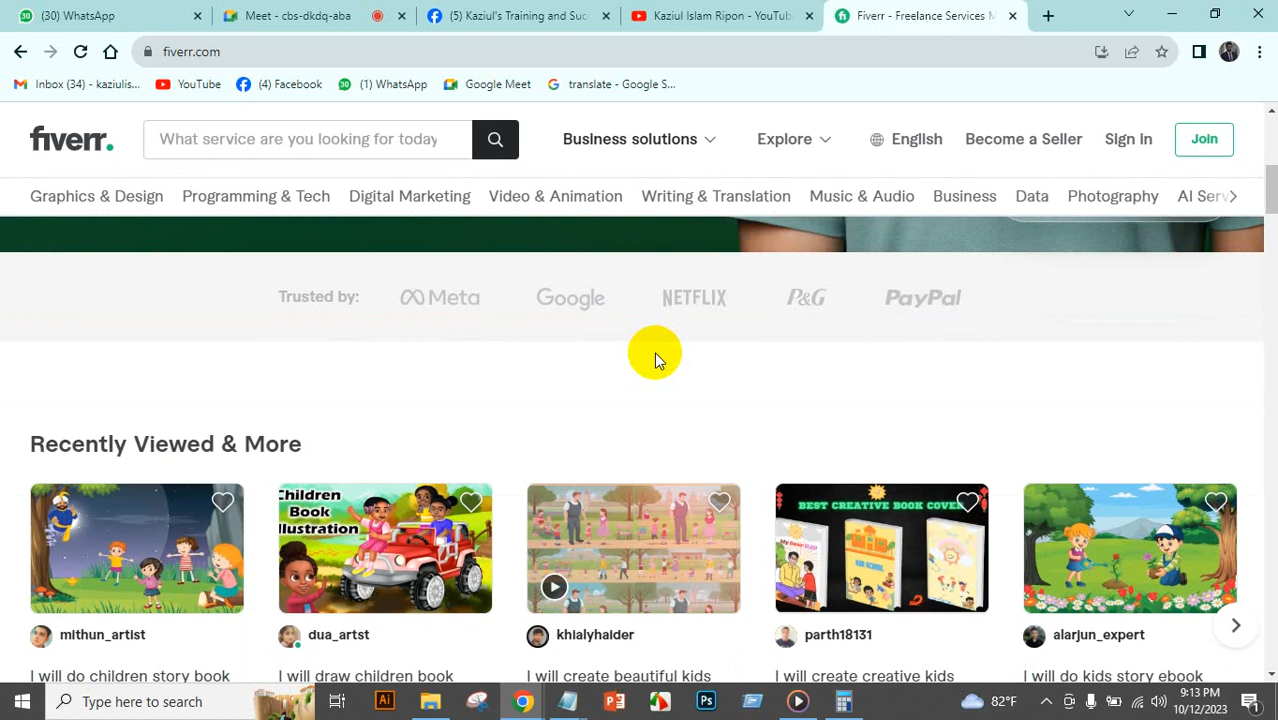 (30) WhatsApp
Meet - cbs-dkdq-aba
(5) Kaziul's Training and Suc
Kaziul Islam Ripon - YouTub
Fiverr - Freelance Services M
fiverr.com
Inbox (34) - kaziulis...
YouTube
(4) Facebook
(1) WhatsApp
Google Meet
translate - Google S...
fiverr.
What service are you looking for today
Business solutions
Explore
English
Become a Seller
Sign In
Join
Graphics & Design
Programming & Tech
Digital Marketing
Video & Animation
Writing & Translation
Music & Audio
Business
Data
Photography
AI Serv
Trusted by:
Meta
Google
NETFLIX
P&G
PayPal
Recently Viewed & More
Children
Book
Illustration
BEST CREATIVE BOOK COVER
mithun_artist
dua_artst
khialyhaider
parth18131
alarjun_expert
I will do children story book
I will draw children book
I will create beautiful kids
I will create creative kids
I will do kids story ebook
Type here to search
82°F
9:13 PM
10/12/2023